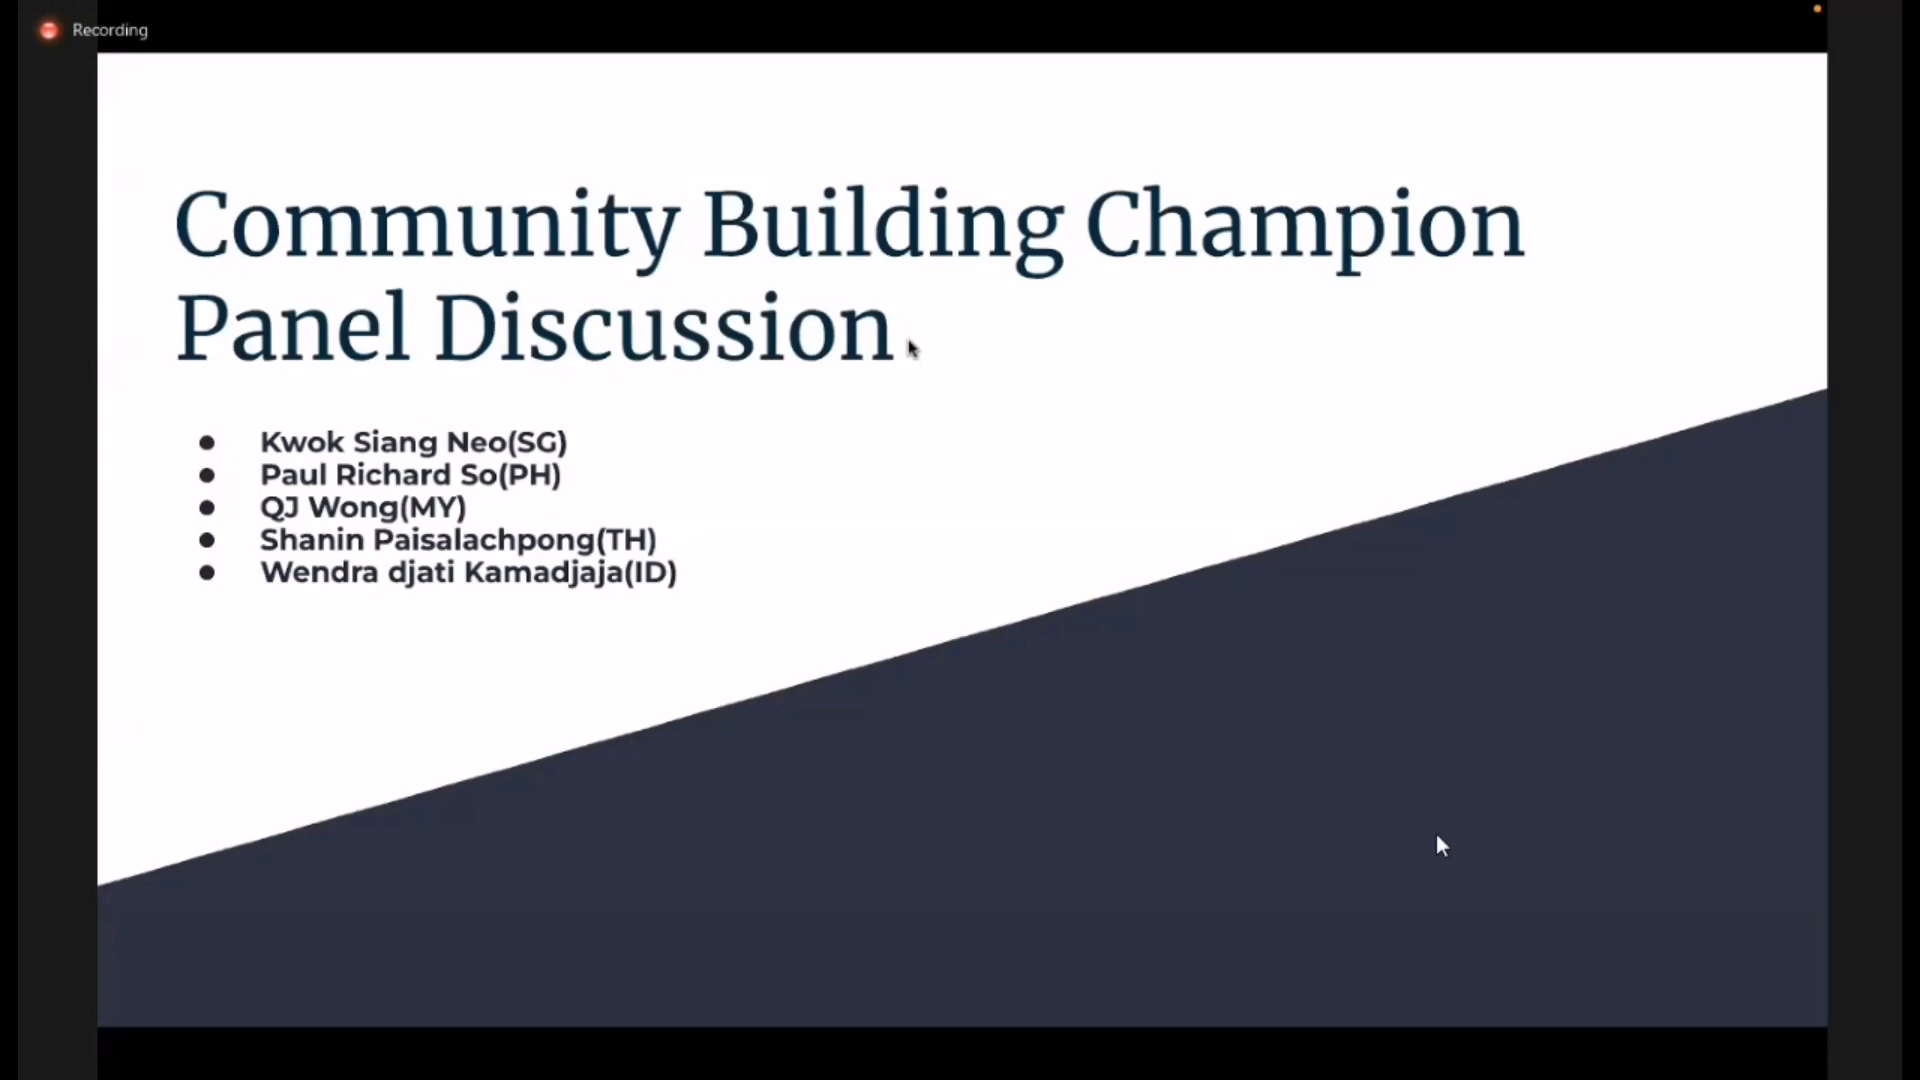 Recording
Community Building Champion
Panel Discussion
● Kwok Siang Neo(SG)
● Paul Richard So(PH)
● QJ Wong(MY)
● Shanin Paisalachpong(TH)
● Wendra djati Kamadjaja(ID)